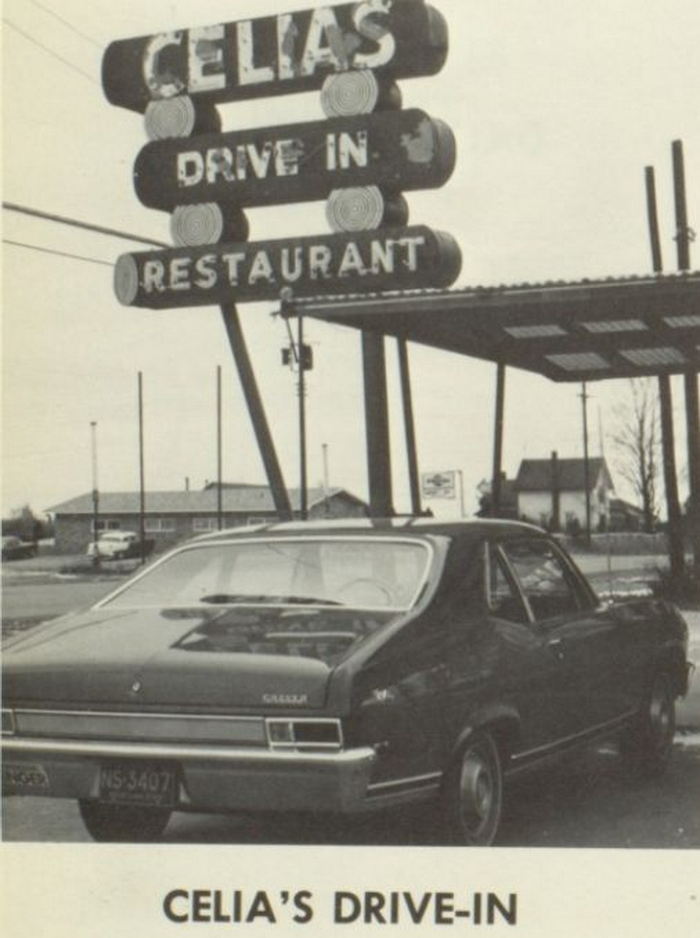 CELIAS
DRIVE IN
RESTAURANT
NS-3407
CELIA'S DRIVE-IN